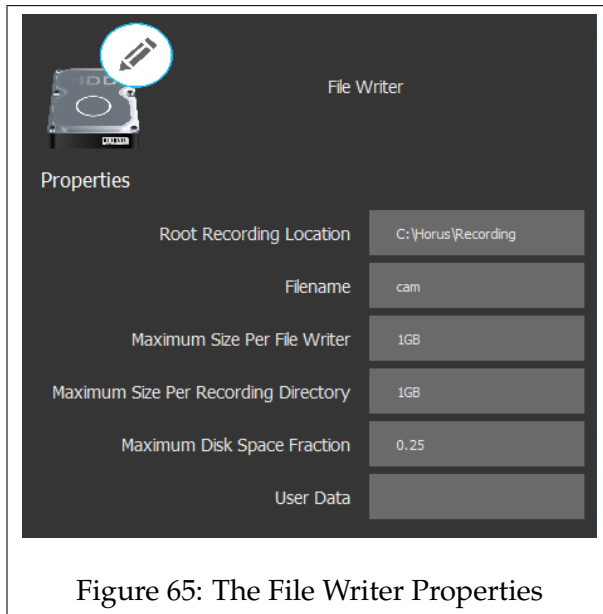 HDD
File Writer
Properties
Root Recording Location C:\Horus\Recording
Filename cam
Maximum Size Per File Writer 1GB
Maximum Size Per Recording Directory 1GB
Maximum Disk Space Fraction 0.25
User Data
Figure 65: The File Writer Properties